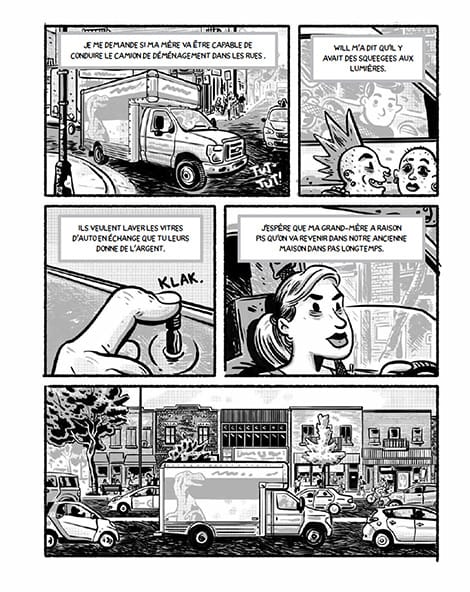 JE ME DEMANDE SI MA MÈRE VA ÊTRE CAPABLE DE
CONDUIRE LE CAMION DE DÉMÉNAGEMENT DANS LES RUES.
TUT
TUT!
WILL M'A DIT QU'IL Y
AVAIT DES SQUEEGEES AUX
LUMIÈRES.
ILS VEULENT LAVER LES VITRES
D'AUTO EN ÉCHANGE QUE TU LEURS
DONNE DE L'ARGENT.
KLAK.
J'ESPÈRE QUE MA GRAND-MÈRE A RAISON
PIS QU'ON VA REVENIR DANS NOTRE ANCIENNE
MAISON DANS PAS LONGTEMPS.